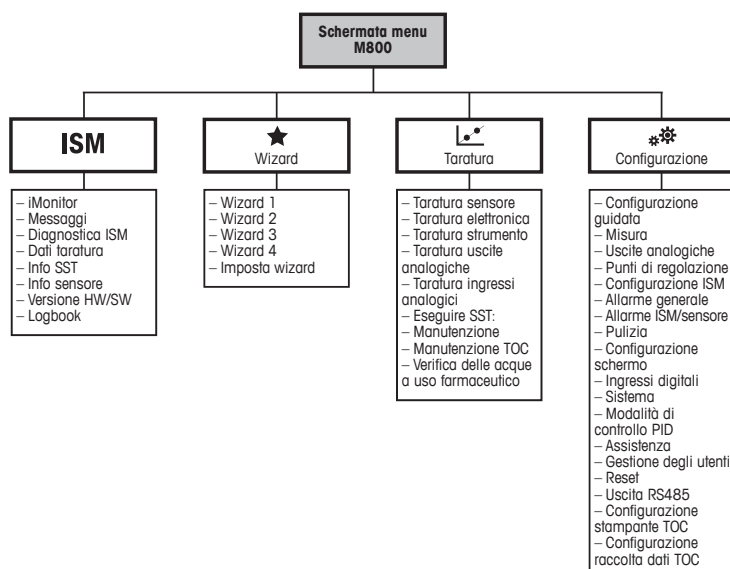 Schermata menu
M800
ISM
– iMonitor
– Messaggi
– Diagnostica ISM
– Dati taratura
– Info SST
– Info sensore
– Versione HW/SW
– Logbook
Wizard
– Wizard 1
– Wizard 2
– Wizard 3
– Wizard 4
– Imposta wizard
Taratura
– Taratura sensore
– Taratura elettronica
– Taratura strumento
– Taratura uscite
analogiche
– Taratura ingressi
analogici
– Eseguire SST:
– Manutenzione
– Manutenzione TOC
– Verifica delle acque
a uso farmaceutico
Configurazione
– Configurazione
guidata
– Misura
– Uscite analogiche
– Punti di regolazione
– Configurazione ISM
– Allarme generale
– Allarme ISM/sensore
– Pulizia
– Configurazione
schermo
– Ingressi digitali
– Sistema
– Modalità di
controllo PID
– Assistenza
– Gestione degli utenti
– Reset
– Uscita RS485
– Configurazione
stampante TOC
– Configurazione
raccolta dati TOC